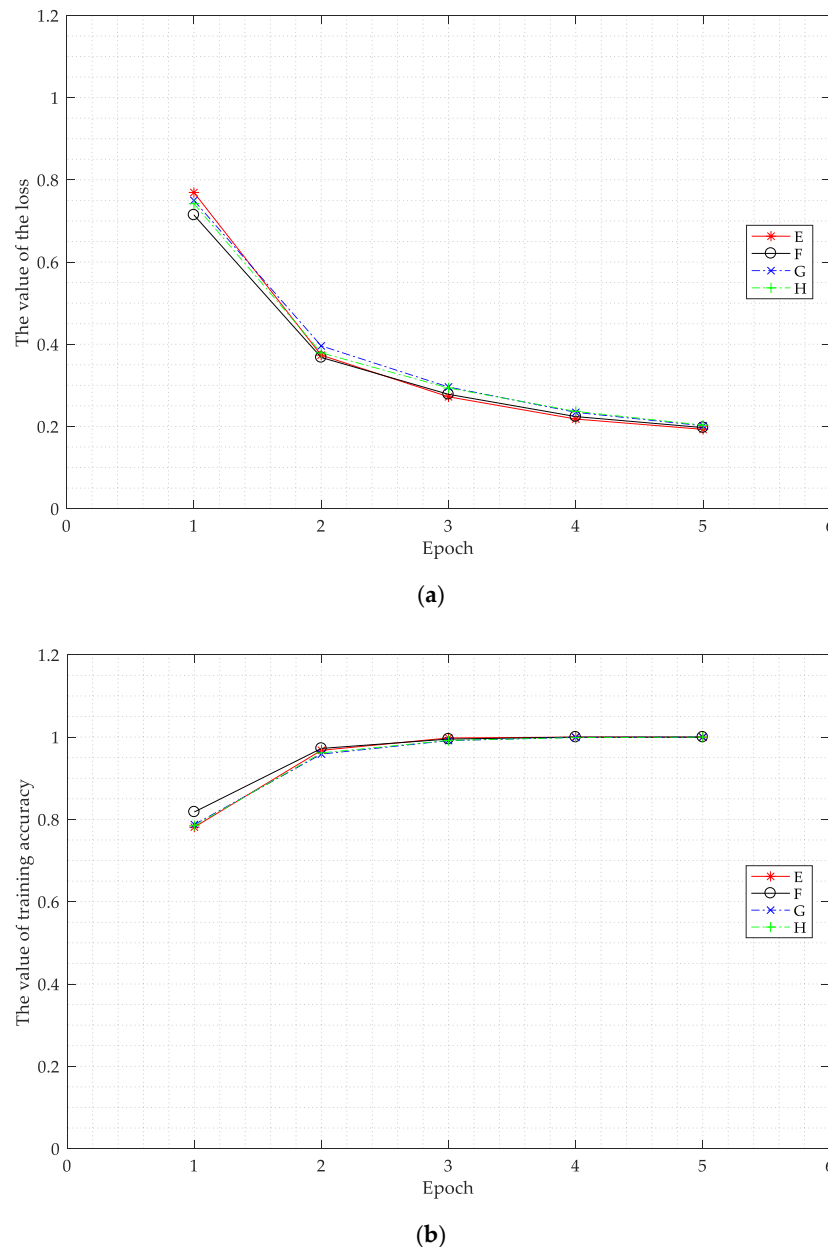 1.2
1
0.8
0.6
0.4
0.2
0
The value of the loss
E
F
G
H
0 1 2 3 4 5 6
Epoch
(a)
1.2
1
0.8
0.6
0.4
0.2
0
The value of training accuracy
E
F
G
H
0 1 2 3 4 5 6
Epoch
(b)